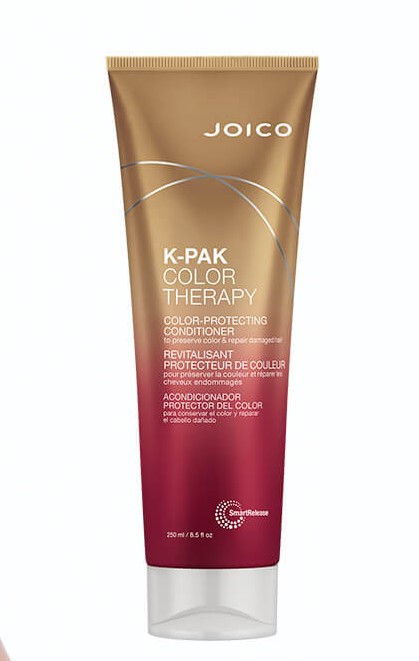 JOICO
K-PAK
COLOR
THERAPY
COLOR-PROTECTING
CONDITIONER
to preserve color & repair damaged hair
REVITALISANT
PROTECTEUR DE COULEUR
pour préserver la couleur et réparer les
cheveux endommagés
ACONDICIONADOR
PROTECTOR DEL COLOR
para conservar el color y reparar
el cabello dañado
SmartRelease
250 ml / 8.5 fl oz